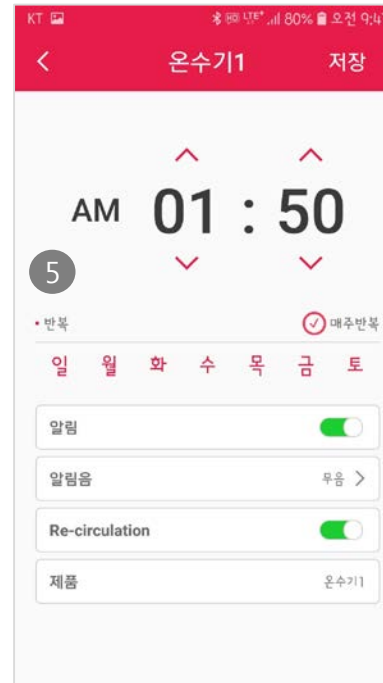 KT LTE+ 80% 오전 9:4
온수기1 저장
AM 01 : 50
5
• 반복 매주반복
일 월 화 수 목 금 토
알림
알림음 무음 >
Re-circulation
제품 온수기1